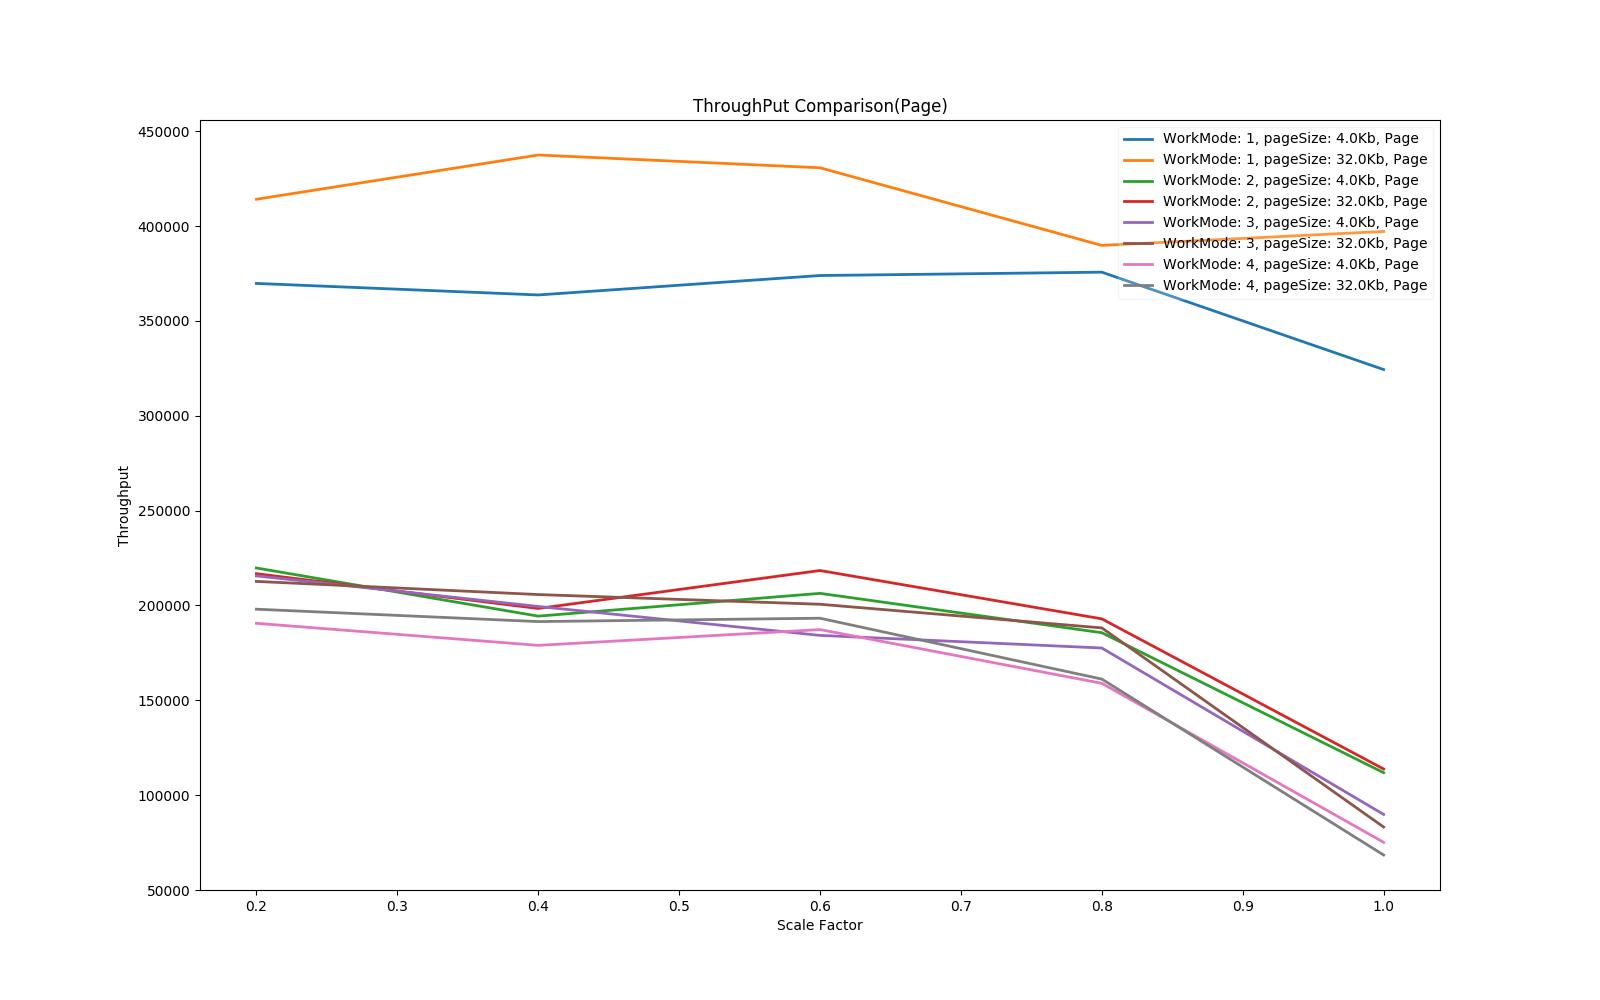 ThroughPut Comparison(Page)
WorkMode: 1, pageSize: 4.0Kb, Page
WorkMode: 1, pageSize: 32.0Kb, Page
WorkMode: 2, pageSize: 4.0Kb, Page
WorkMode: 2, pageSize: 32.0Kb, Page
WorkMode: 3, pageSize: 4.0Kb, Page
WorkMode: 3, pageSize: 32.0Kb, Page
WorkMode: 4, pageSize: 4.0Kb, Page
WorkMode: 4, pageSize: 32.0Kb, Page
Throughput
450000
400000
350000
300000
250000
200000
150000
100000
50000
0.2 0.3 0.4 0.5 0.6 0.7 0.8 0.9 1.0
Scale Factor